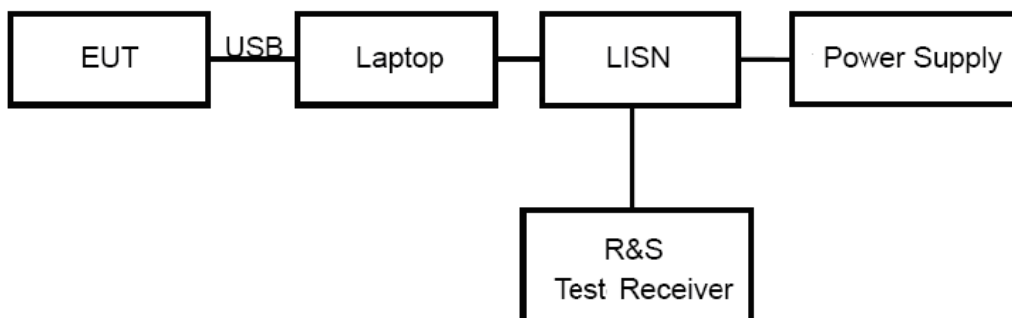 EUT
USB
Laptop
LISN
Power Supply
R&S
Test Receiver